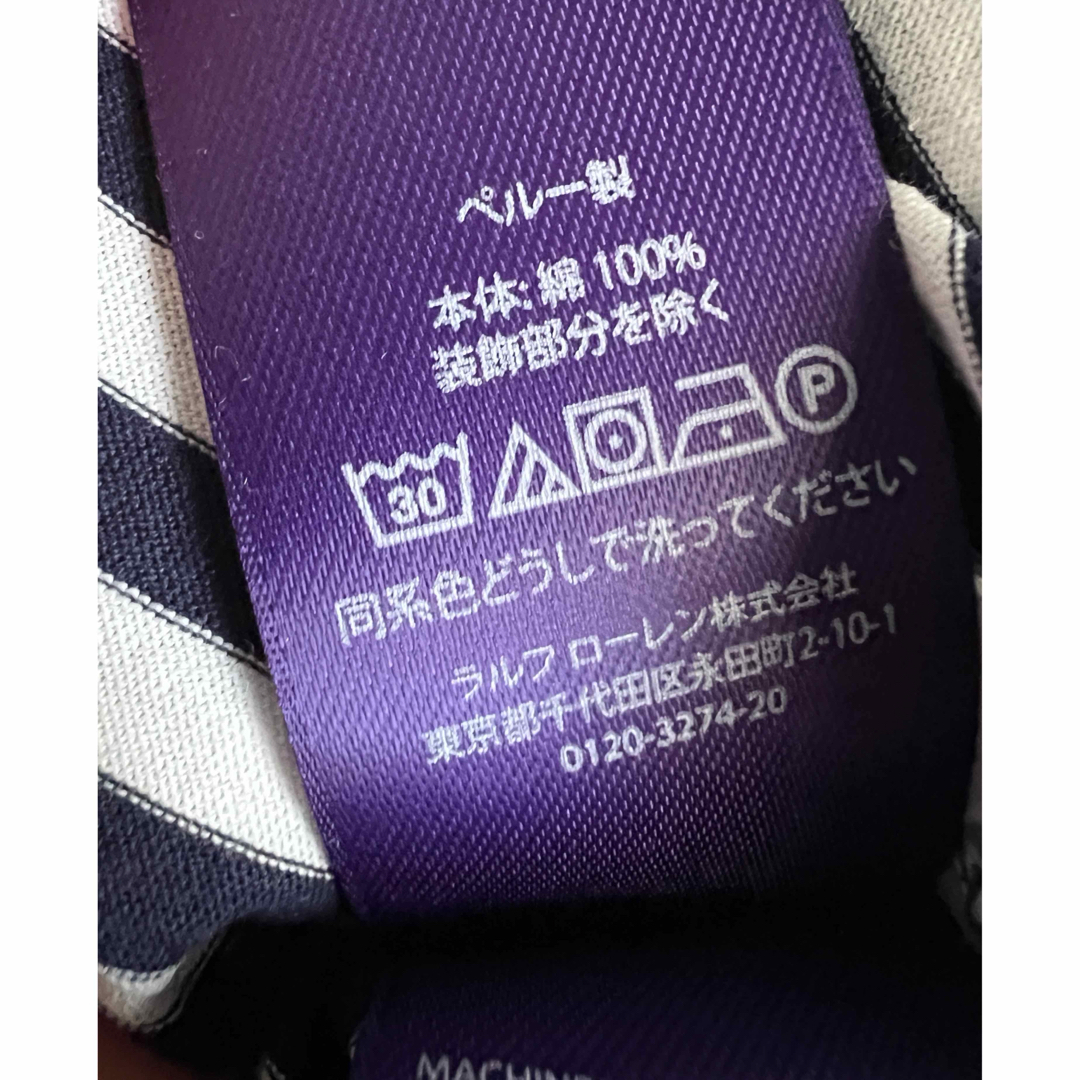 ペルー製
本体: 綿 100%
装飾部分を除く
30 P
同系色どうしで洗ってください
ラルフ ローレン株式会社
東京都千代田区永田町2-10-1
0120-3274-20